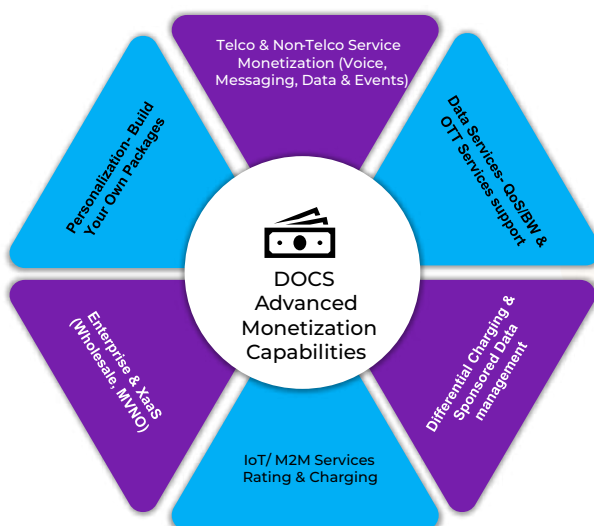 Telco & Non-Telco Service
Monetization (Voice,
Messaging, Data & Events)
Data Services- QoS/BW &
OTT Services support
Differential Charging &
Sponsored Data
management
IoT/ M2M Services
Rating & Charging
Enterprise & XaaS
(Wholesale, MVNO)
Personalization- Build
Your Own Packages
DOCS
Advanced
Monetization
Capabilities